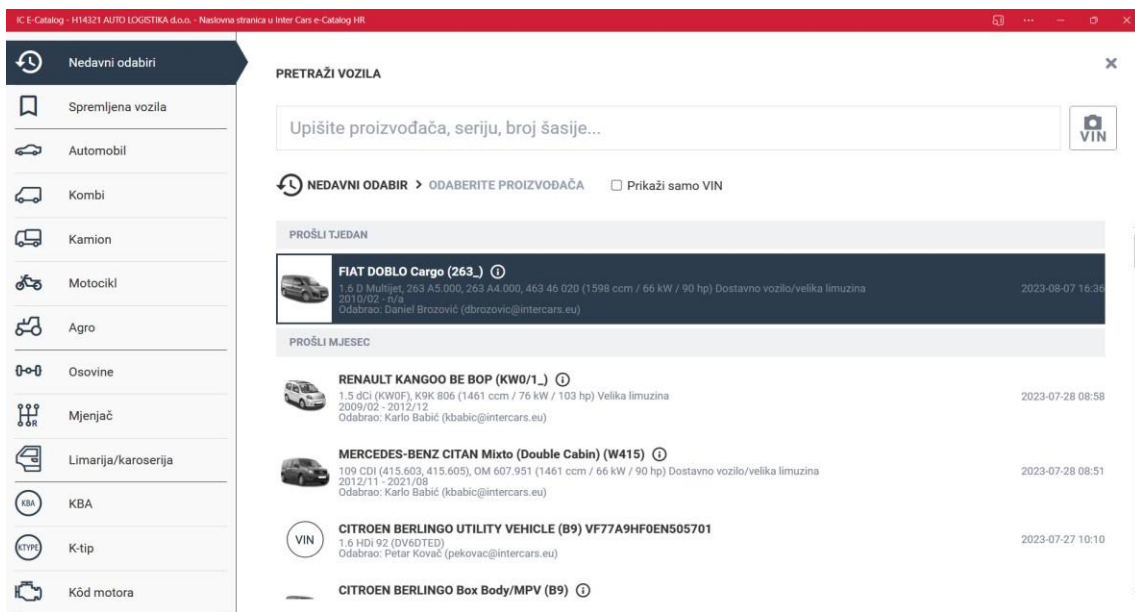 IC E-Catalog - H14321 AUTO LOGISTIKA d.o.o. - Naslovna stranica u Inter Cars e-Catalog HR
Nedavni odabiri
Spremljena vozila
Automobil
Kombi
Kamion
Motocikl
Agro
Osovine
Mjenjač
Limarija/karoserija
KBA
KBA
KTYPE
K-tip
Kôd motora
PRETRAŽI VOZILA
Upišite proizvođača, seriju, broj šasije...
VIN
NEDAVNI ODABIR > ODABERITE PROIZVOĐAČA Prikaži samo VIN
PROŠLI TJEDAN
FIAT DOBLO Cargo (263_)
1.6 D Multijet, 263 A5.000, 263 A4.000, 463 46 020 (1598 ccm / 66 kW / 90 hp) Dostavno vozilo/velika limuzina
2010/02 - n/a
Odabrao: Daniel Brozović (dbrozovic@intercars.eu)
2023-08-07 16:36
PROŠLI MJESEC
RENAULT KANGOO BE BOP (KW0/1_)
1.5 dCi (KW0F), K9K 806 (1461 ccm / 76 kW / 103 hp) Velika limuzina
2009/02 - 2012/12
Odabrao: Karlo Babić (kbabic@intercars.eu)
2023-07-28 08:58
MERCEDES-BENZ CITAN Mixto (Double Cabin) (W415)
109 CDI (415.603, 415.605), OM 607.951 (1461 ccm / 66 kW / 90 hp) Dostavno vozilo/velika limuzina
2012/11 - 2021/08
Odabrao: Karlo Babić (kbabic@intercars.eu)
2023-07-28 08:51
VIN
CITROEN BERLINGO UTILITY VEHICLE (B9) VF77A9HF0EN505701
1.6 HDi 92 (DV6DTED)
Odabrao: Petar Kovač (pekovac@intercars.eu)
2023-07-27 10:10
CITROEN BERLINGO Box Body/MPV (B9)